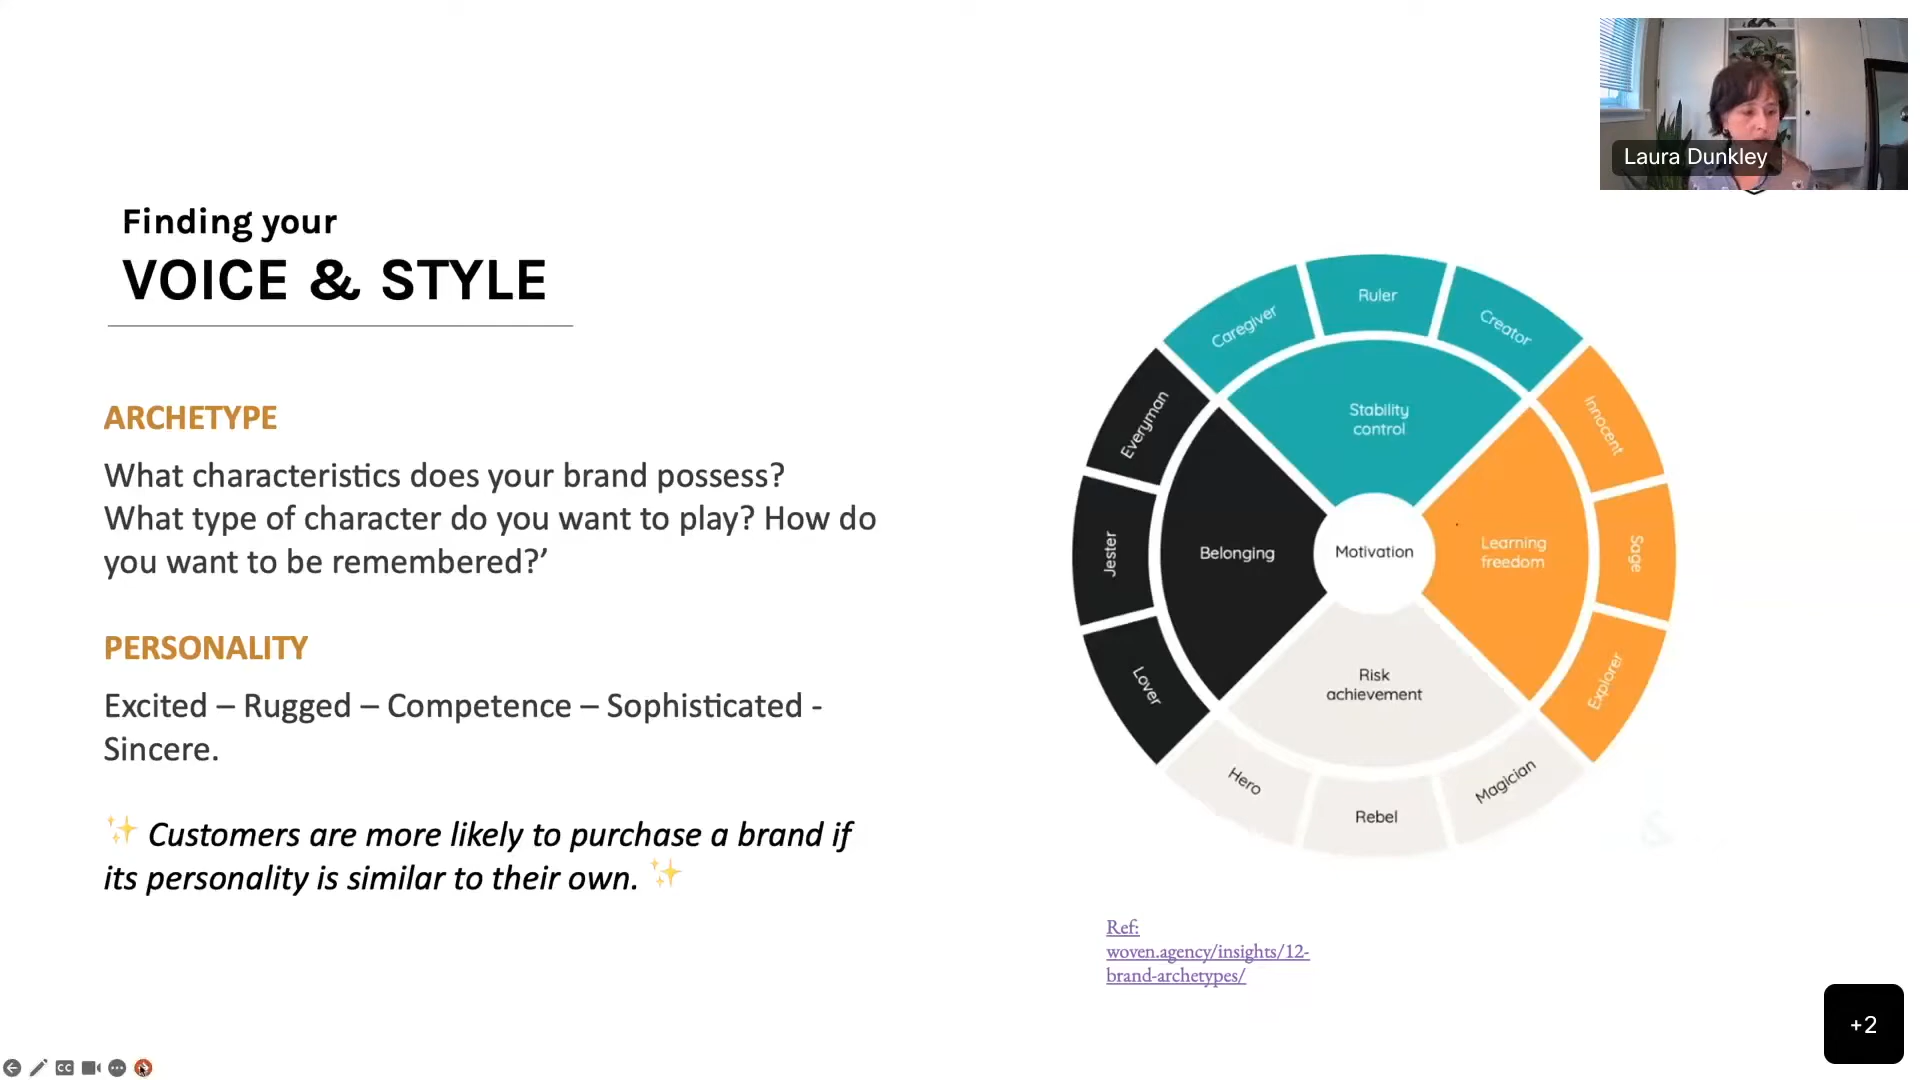 Laura Dunkley
Finding your
VOICE & STYLE
ARCHETYPE
What characteristics does your brand possess?
What type of character do you want to play? How do
you want to be remembered?’
PERSONALITY
Excited – Rugged – Competence – Sophisticated -
Sincere.
✨ Customers are more likely to purchase a brand if
its personality is similar to their own. ✨
Caregiver
Ruler
Creator
Innocent
Sage
Explorer
Magician
Rebel
Hero
Lover
Jester
Everyman
Stability
control
Learning
freedom
Risk
achievement
Belonging
Motivation
Ref:
woven.agency/insights/12-
brand-archetypes/
&
+2
CC